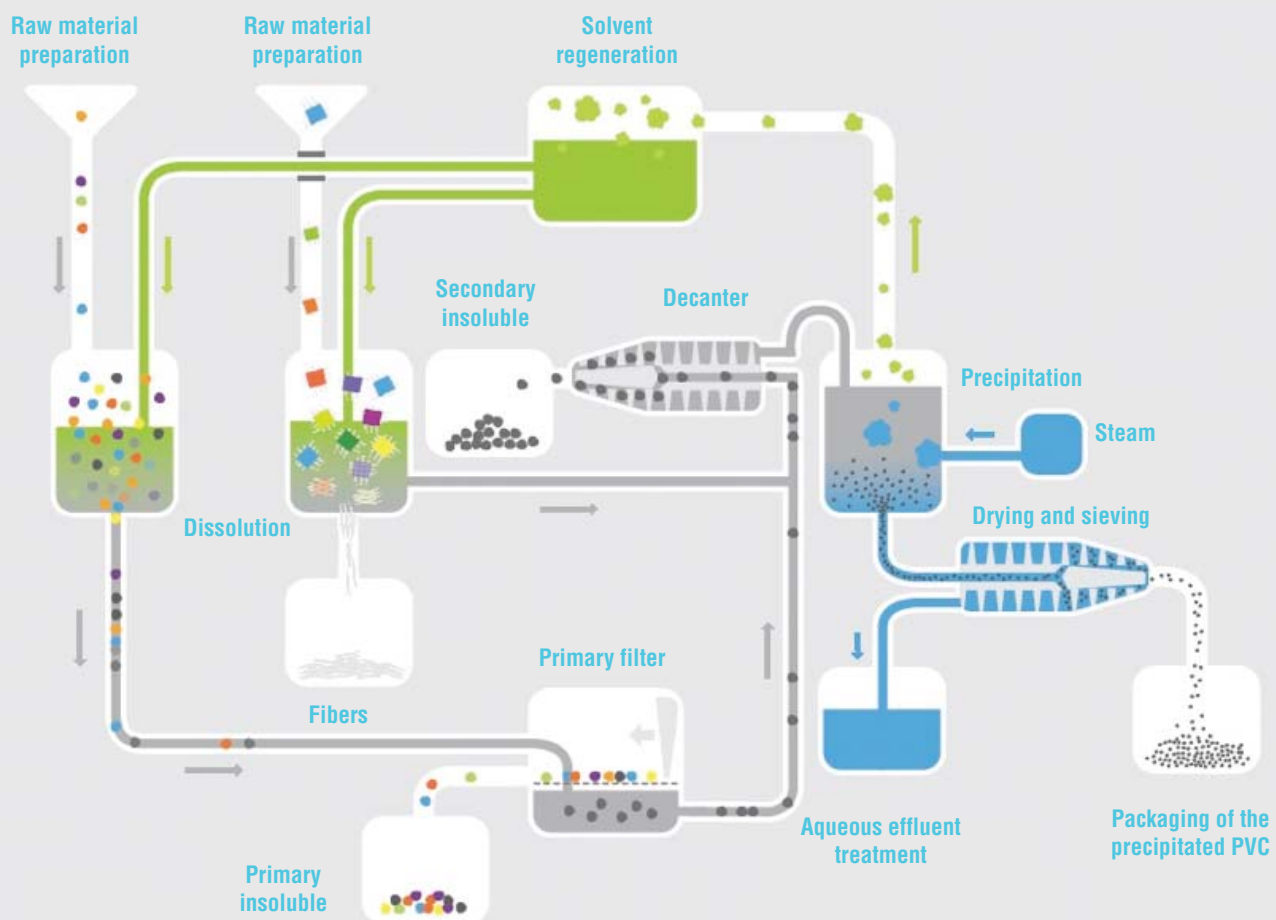 Raw material
preparation
Raw material
preparation
Solvent
regeneration
Secondary
insoluble
Decanter
Precipitation
Steam
Dissolution
Drying and sieving
Primary filter
Fibers
Aqueous effluent
treatment
Packaging of the
precipitated PVC
Primary
insoluble